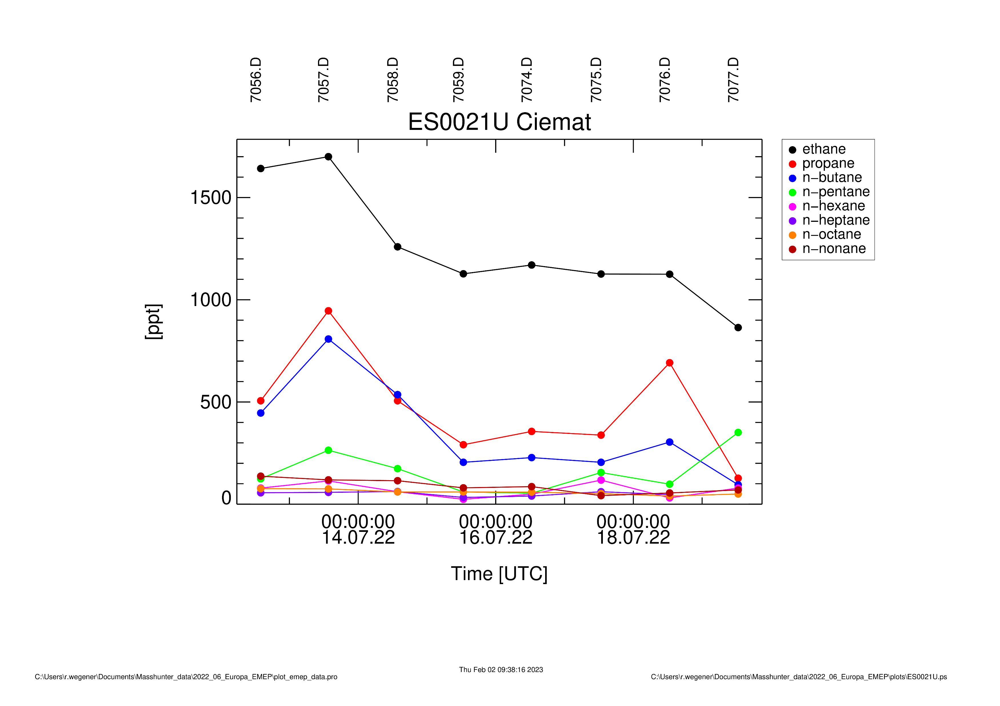 7056.D
7057.D
7058.D
7059.D
7074.D
7075.D
7076.D
7077.D
ES0021U Ciemat
ethane
propane
n−butane
n−pentane
n−hexane
n−heptane
n−octane
n−nonane
1500
1000
500
0
[ppt]
00:00:00
14.07.22
00:00:00
16.07.22
00:00:00
18.07.22
Time [UTC]
Thu Feb 02 09:38:16 2023
C:\Users\r.wegener\Documents\Masshunter_data\2022_06_Europa_EMEP\plot_emep_data.pro
C:\Users\r.wegener\Documents\Masshunter_data\2022_06_Europa_EMEP\plots\ES0021U.ps